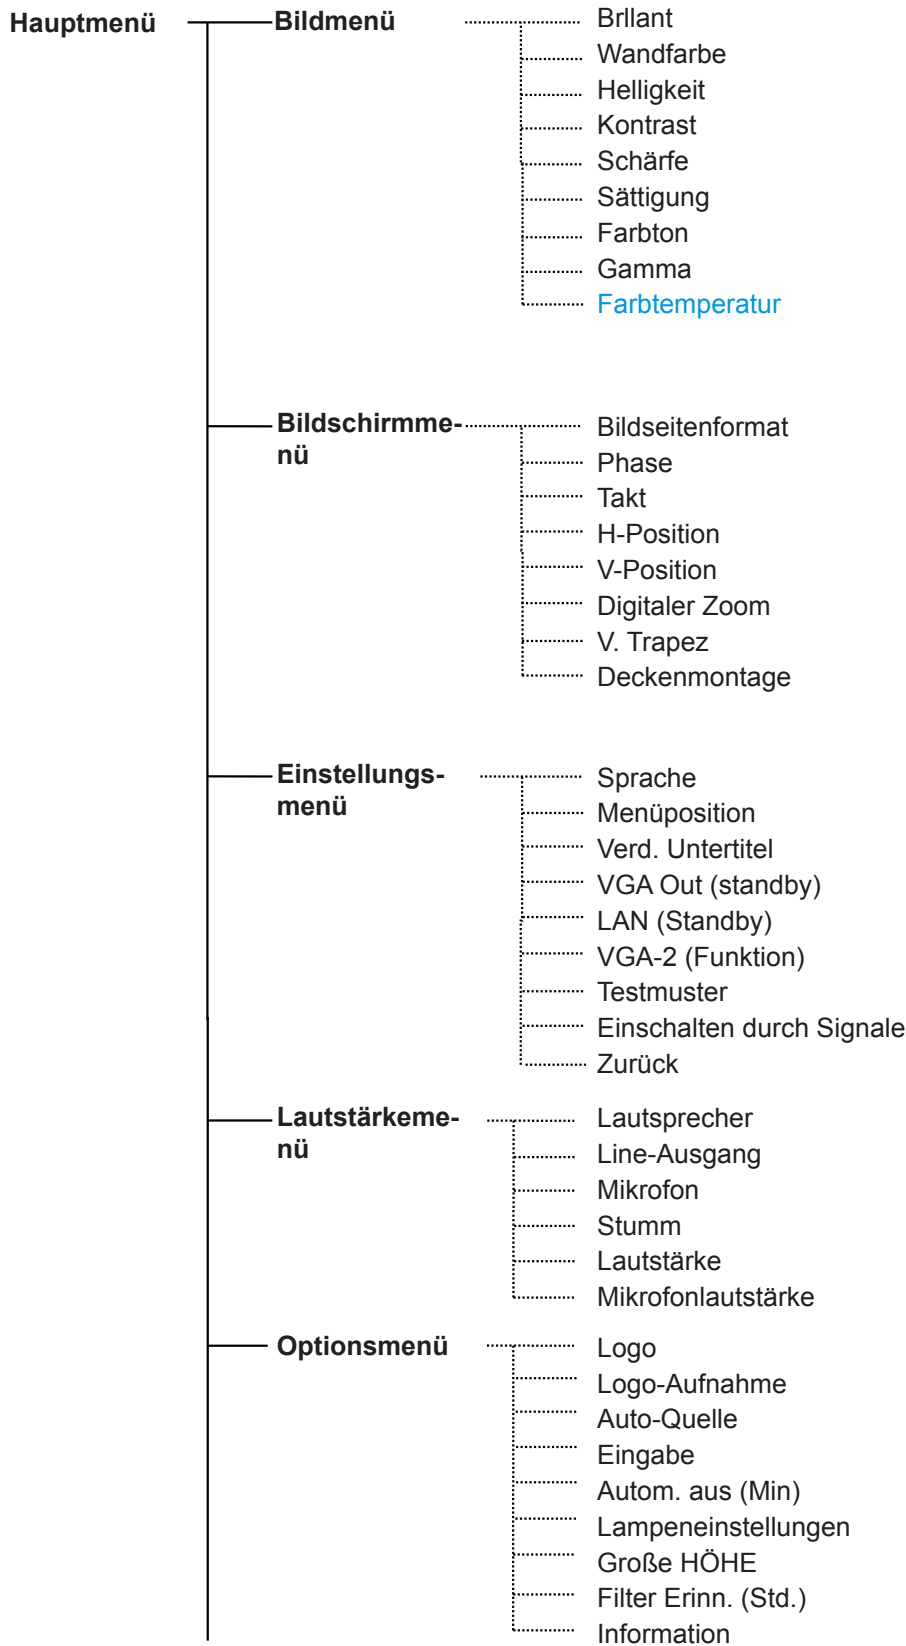 Hauptmenü
Bildmenü
Brllant
Wandfarbe
Helligkeit
Kontrast
Schärfe
Sättigung
Farbton
Gamma
Farbtemperatur
Bildschirmme-
nü
Bildseitenformat
Phase
Takt
H-Position
V-Position
Digitaler Zoom
V. Trapez
Deckenmontage
Einstellungs-
menü
Sprache
Menüposition
Verd. Untertitel
VGA Out (standby)
LAN (Standby)
VGA-2 (Funktion)
Testmuster
Einschalten durch Signale
Zurück
Lautstärkeme-
nü
Lautsprecher
Line-Ausgang
Mikrofon
Stumm
Lautstärke
Mikrofonlautstärke
Optionsmenü
Logo
Logo-Aufnahme
Auto-Quelle
Eingabe
Autom. aus (Min)
Lampeneinstellungen
Große HÖHE
Filter Erinn. (Std.)
Information